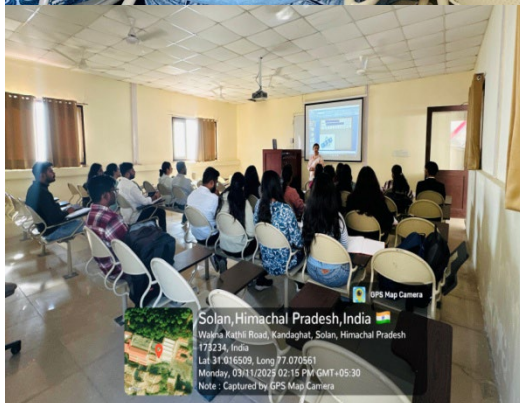 GPS Map Camera
Solan, Himachal Pradesh, India
Wakna Kathli Road, Kandaghat, Solan, Himachal Pradesh
173234, India
Lat 31.016509, Long 77.070561
Monday, 03/11/2025 02:15 PM GMT+05:30
Note : Captured by GPS Map Camera